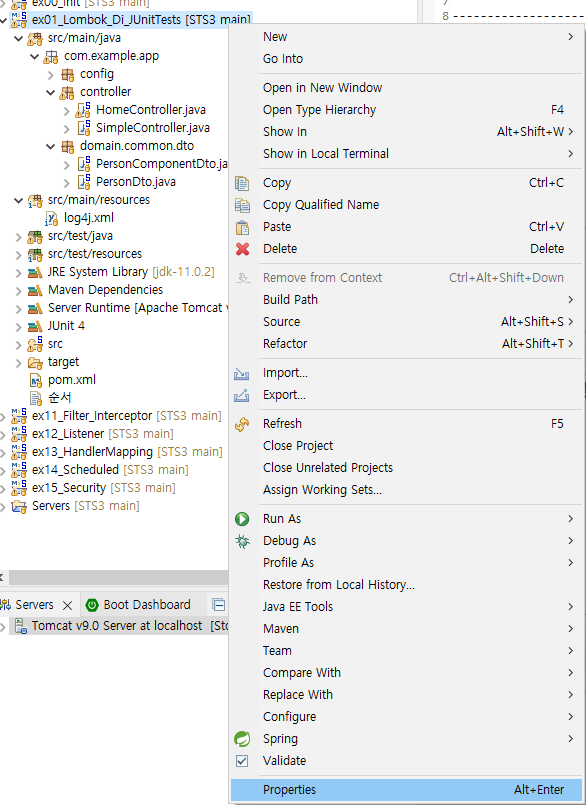 ex00_Init [STS3 main]
ex01_Lombok_Di_JUnitTests [STS3 main]
src/main/java
com.example.app
config
controller
HomeController.java
SimpleController.java
domain.common.dto
PersonComponentDto.ja
PersonDto.java
src/main/resources
log4j.xml
src/test/java
src/test/resources
JRE System Library [jdk-11.0.2]
Maven Dependencies
Server Runtime [Apache Tomcat v
JUnit 4
src
target
pom.xml
순서
ex11_Filter_Interceptor [STS3 main]
ex12_Listener [STS3 main]
ex13_HandlerMapping [STS3 main]
ex14_Scheduled [STS3 main]
ex15_Security [STS3 main]
Servers [STS3 main]
Servers
Boot Dashboard
Tomcat v9.0 Server at localhost [Sto
7
8 --------
New
Go Into
Open in New Window
Open Type Hierarchy F4
Show In Alt+Shift+W
Show in Local Terminal
Copy Ctrl+C
Copy Qualified Name
Paste Ctrl+V
Delete Delete
Remove from Context Ctrl+Alt+Shift+Down
Build Path
Source Alt+Shift+S
Refactor Alt+Shift+T
Import...
Export...
Refresh F5
Close Project
Close Unrelated Projects
Assign Working Sets...
Run As
Debug As
Profile As
Restore from Local History...
Java EE Tools
Maven
Team
Compare With
Replace With
Configure
Spring
Validate
Properties Alt+Enter